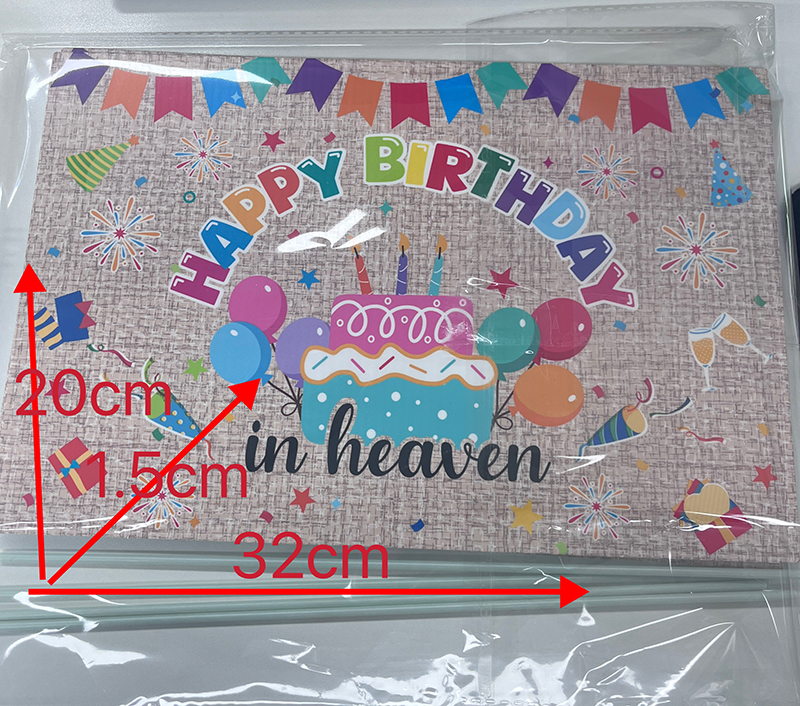 HAPPY BIRTHDAY
in heaven
20cm
1.5cm
32cm